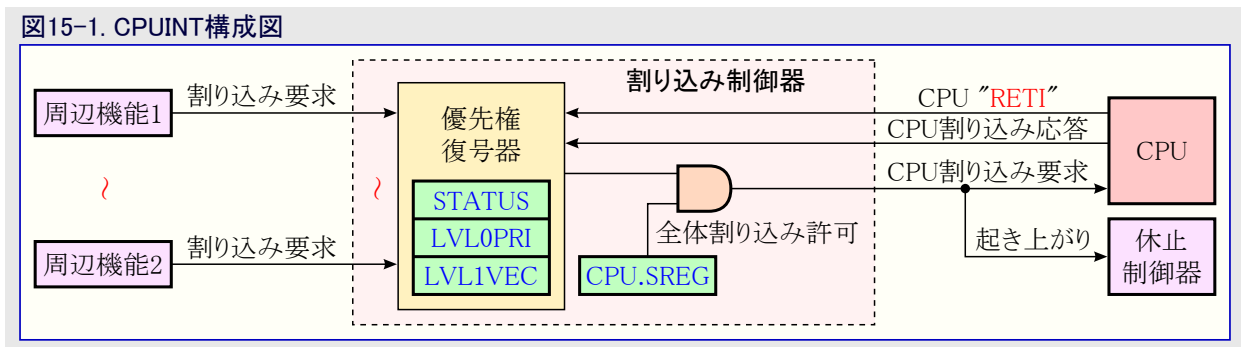 図15-1. CPUINT構成図
割り込み制御器
周辺機能1
割り込み要求
優先権
復号器
STATUS
LVL0PRI
LVL1VEC
CPU "RETI"
CPU割り込み応答
CPU割り込み要求
CPU
全体割り込み許可
CPU.SREG
起き上がり
休止
制御器
周辺機能2
割り込み要求